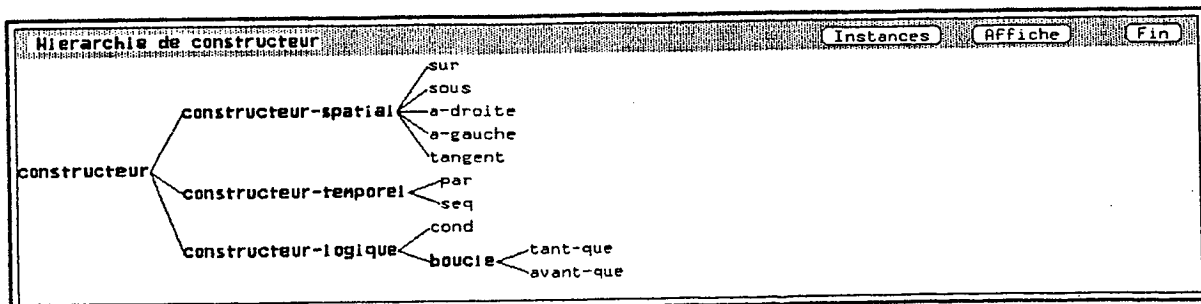 Hierarchie de constructeur Instances Affiche Fin
sur
sous
constructeur-spatial a-droite
a-gauche
tangent
constructeur
par
constructeur-temporel
seq
cond
constructeur-logique
boucle tant-que
avant-que